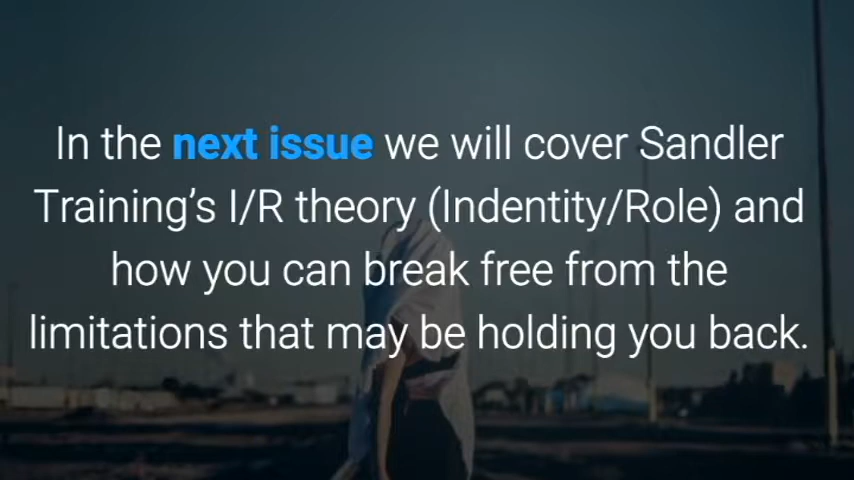 In the next issue we will cover Sandler
Training's I/R theory (Indentity/Role) and
how you can break free from the
limitations that may be holding you back.